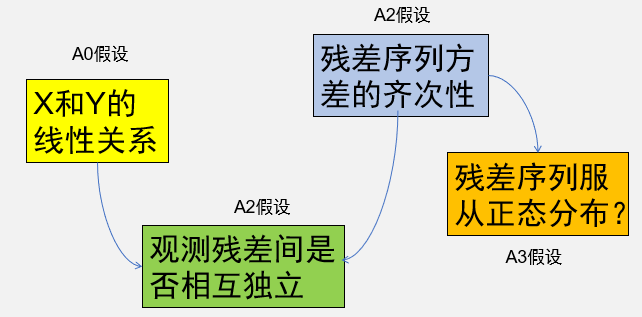 A0假设
X和Y的
线性关系
A2假设
观测残差间是
否相互独立
A2假设
残差序列方
差的齐次性
残差序列服
从正态分布？
A3假设